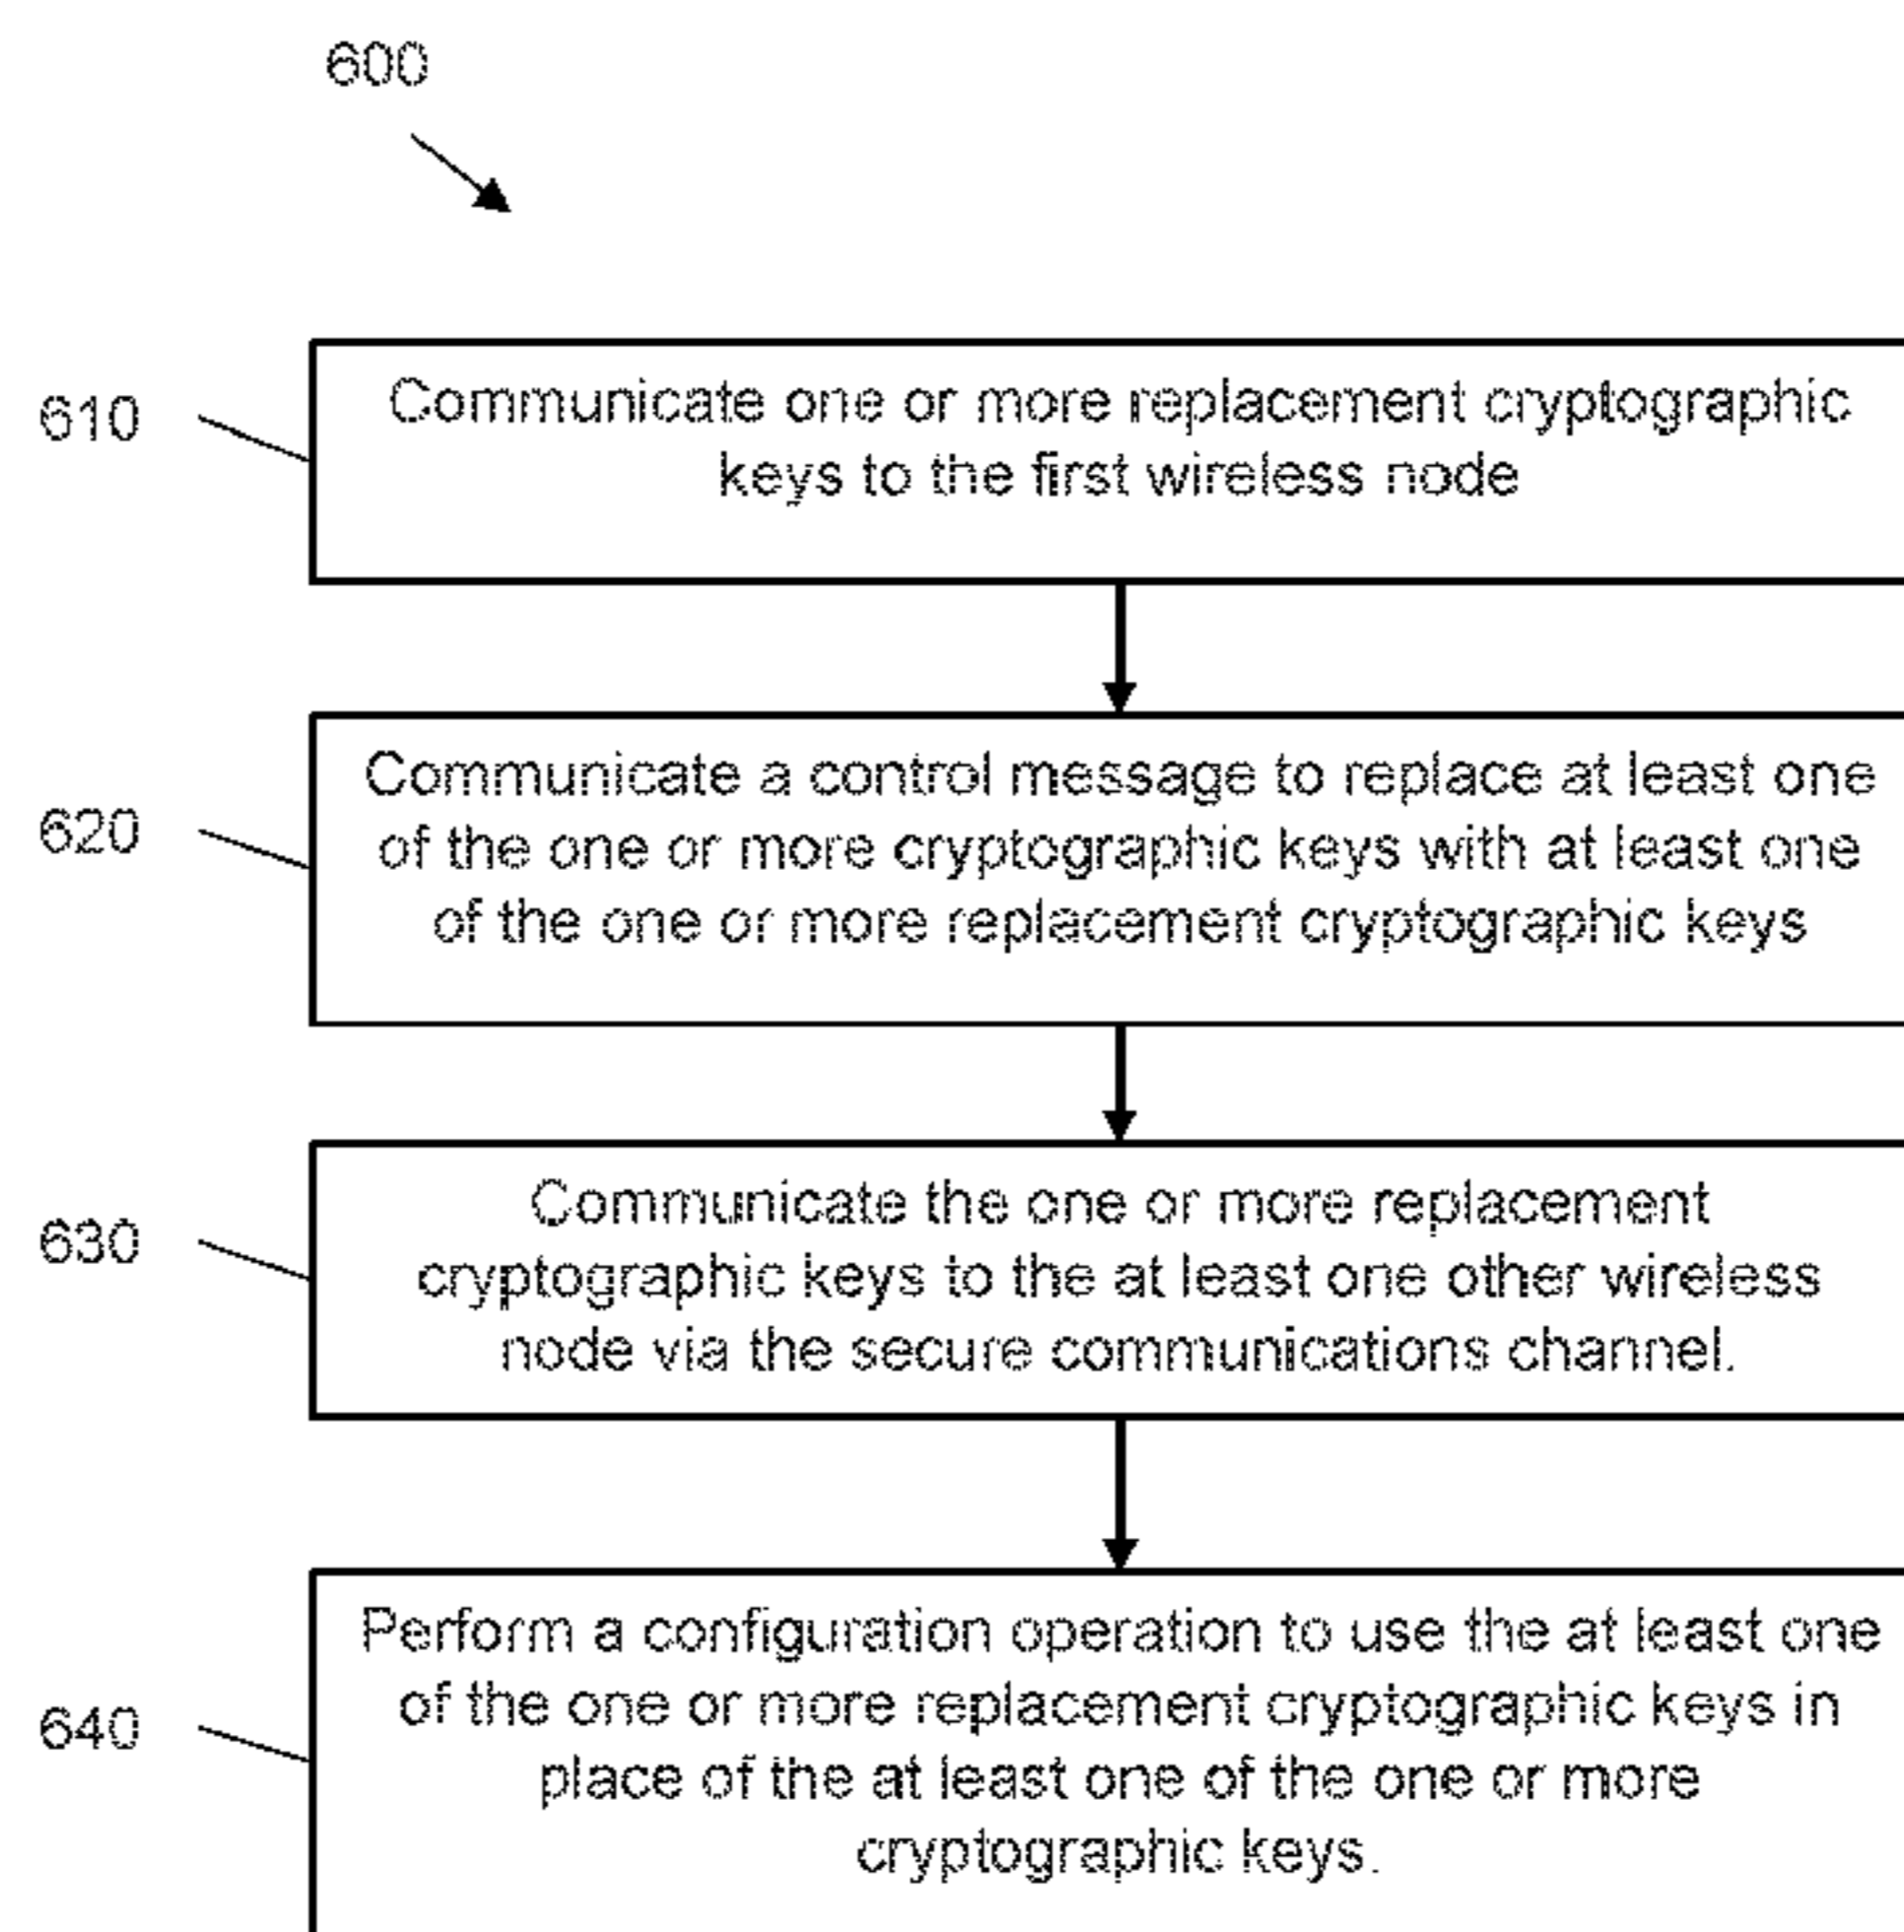 600
610
Communicate one or more replacement cryptographic
keys to the first wireless node
620
Communicate a control message to replace at least one
of the one or more cryptographic keys with at least one
of the one or more replacement cryptographic keys
630
Communicate the one or more replacement
cryptographic keys to the at least one other wireless
node via the secure communications channel.
640
Perform a configuration operation to use the at least one
of the one or more replacement cryptographic keys in
place of the at least one of the one or more
cryptographic keys.